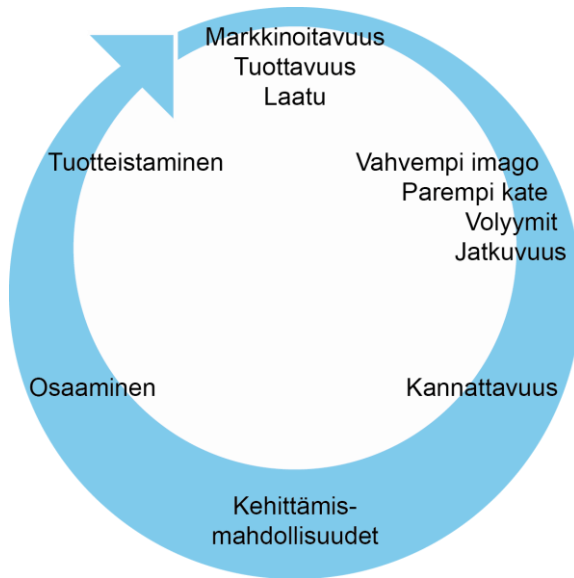 Markkinoitavuus
Tuottavuus
Laatu
Tuotteistaminen
Vahvempi imago
Parempi kate
Volyymit
Jatkuvuus
Osaaminen
Kannattavuus
Kehittämis-
mahdollisuudet